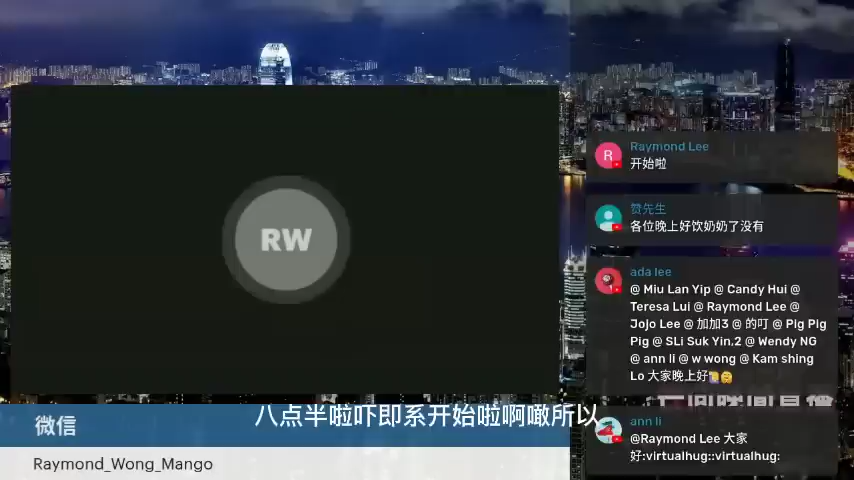 RW
Raymond Lee
开始啦
赞先生
各位晚上好饮奶奶了没有
ada lee
@ Miu Lan Yip @ Candy Hui @
Teresa Lui @ Raymond Lee @
Jojo Lee @ 加加3 @ 的叮 @ Pig Pig
Pig @ SLi Suk Yin,2 @ Wendy NG
@ ann li @ w wong @ Kam shing
Lo 大家晚上好
ann li
@Raymond Lee 大家
好:virtualhug::virtualhug:
八点半啦吓即系开始啦啊噉所以
微信
Raymond_Wong_Mango
R